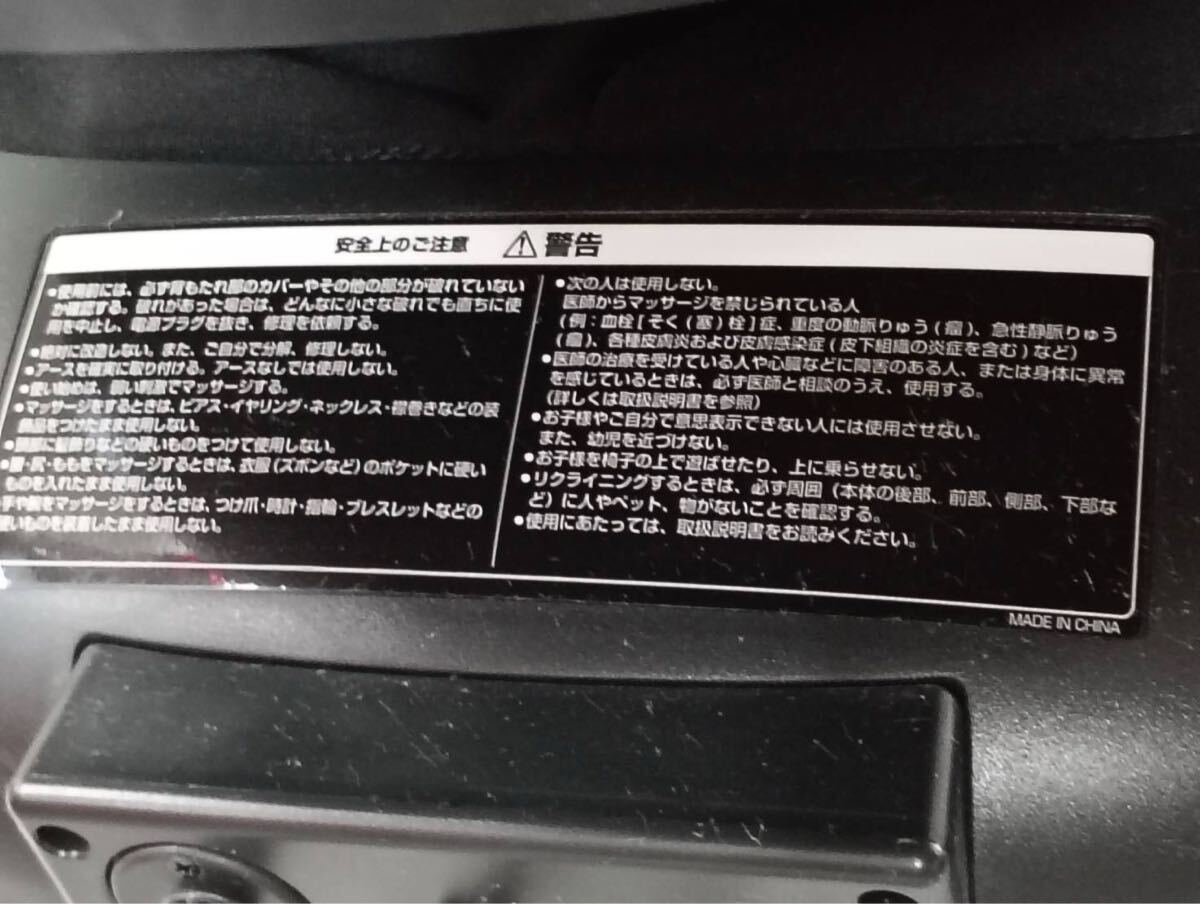 安全上のご注意 ⚠警告
•使用前には、必ず背もたれ部のカバーやその他の部分が破れていない
か確認する。破れがあった場合は、どんなに小さな破れでも直ちに使
用を中止し、電源プラグを抜き、修理を依頼する。
•絶対に改造しない。また、ご自分で分解、修理しない。
•アースを確実に取り付ける。アースなしでは使用しない。
•使い始めは、弱い刺激でマッサージする。
•マッサージをするときは、ピアス・イヤリング・ネックレス・襟巻きなどの装
飾品をつけたまま使用しない。
•頭部に髪飾りなどの硬いものをつけて使用しない。
•腰・尻・ももをマッサージするときは、衣服(ズボンなど)のポケットに硬い
ものを入れたまま使用しない。
手や腕をマッサージをするときは、つけ爪・時計・指輪・ブレスレットなどの
硬いものを装着したまま使用しない。
•次の人は使用しない。
医師からマッサージを禁じられている人
(例:血栓[そく(塞)栓]症、重度の動脈りゅう(瘤)、急性静脈りゅう
(瘤)、各種皮膚炎および皮膚感染症(皮下組織の炎症を含む)など)
•医師の治療を受けている人や心臓などに障害のある人、または身体に異常
を感じているときは、必ず医師と相談のうえ、使用する。
(詳しくは取扱説明書を参照)
•お子様やご自分で意思表示できない人には使用させない。
また、幼児を近づけない。
•お子様を椅子の上で遊ばせたり、上に乗らせない。
•リクライニングするときは、必ず周囲(本体の後部、前部、側部、下部な
ど)に人やペット、物がないことを確認する。
•使用にあたっては、取扱説明書をお読みください。
MADE IN CHINA